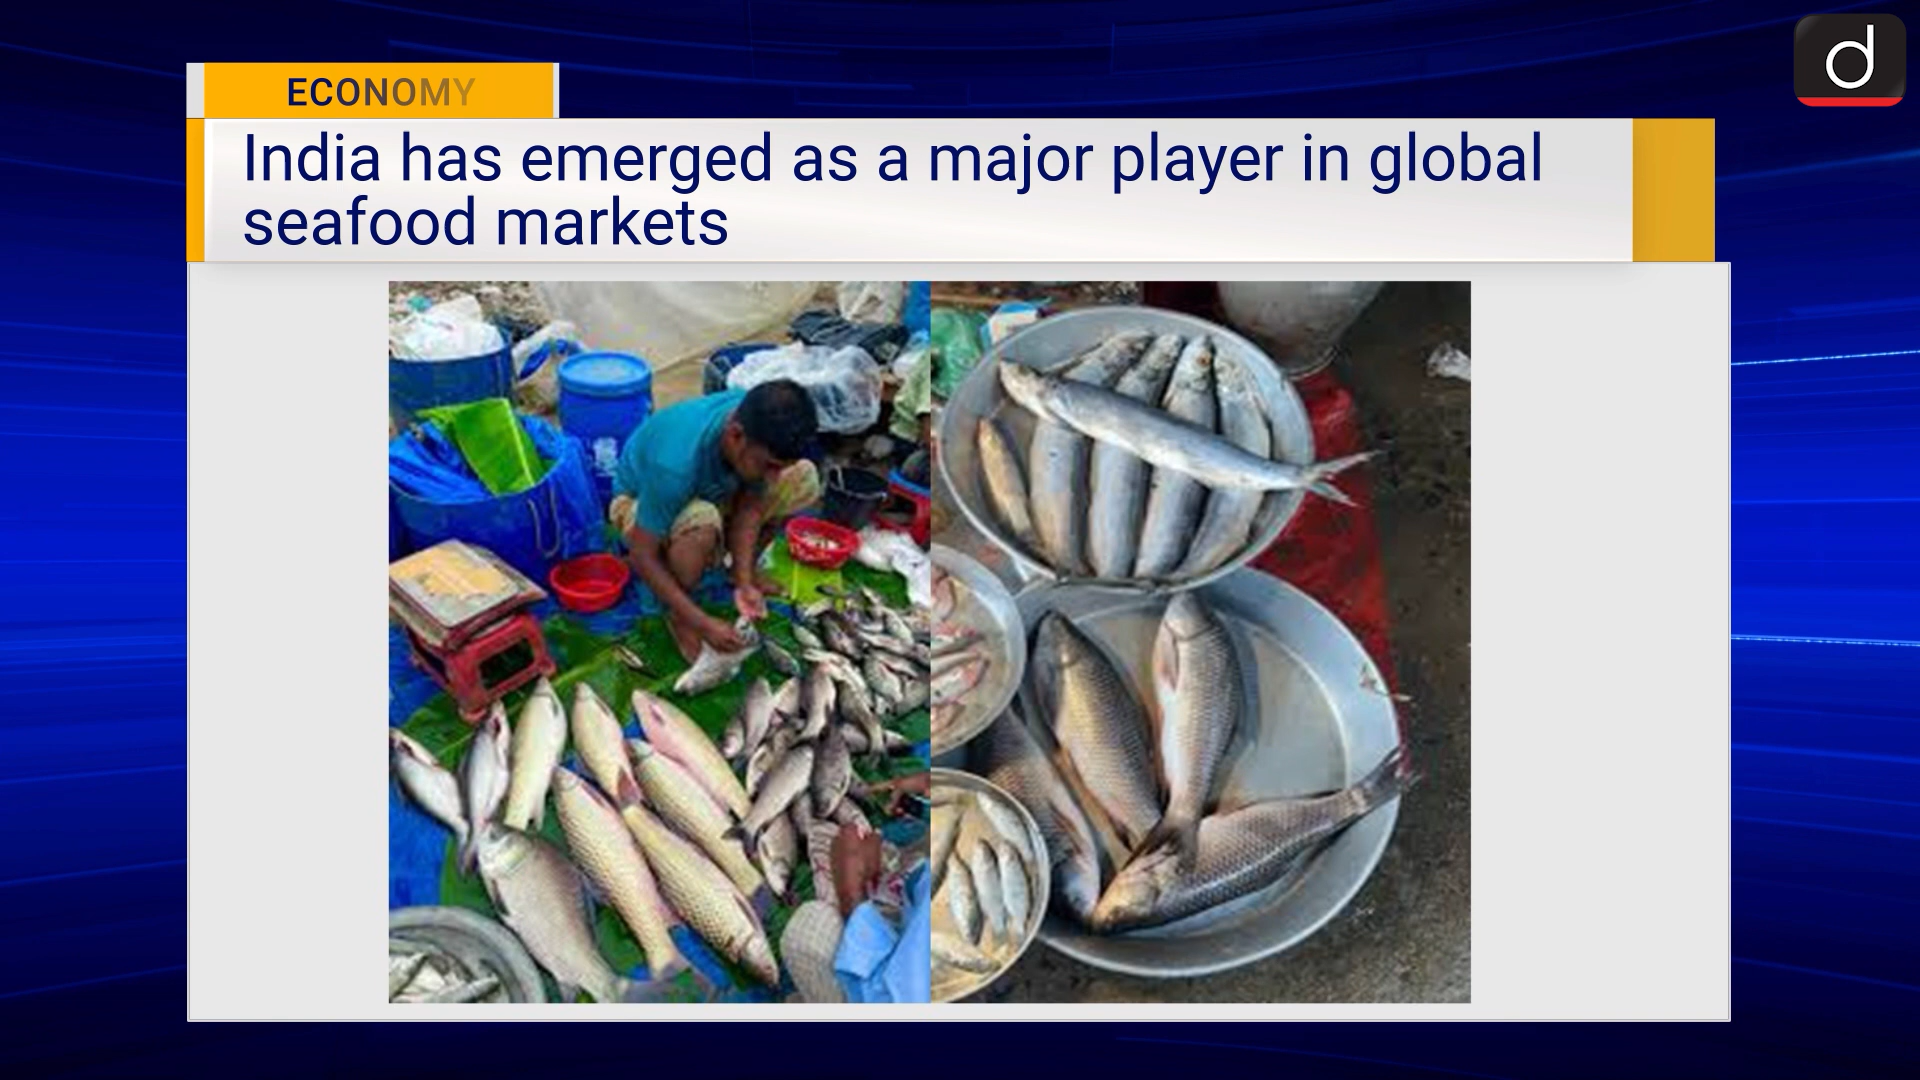 d
ECONOMY
India has emerged as a major player in global
seafood markets